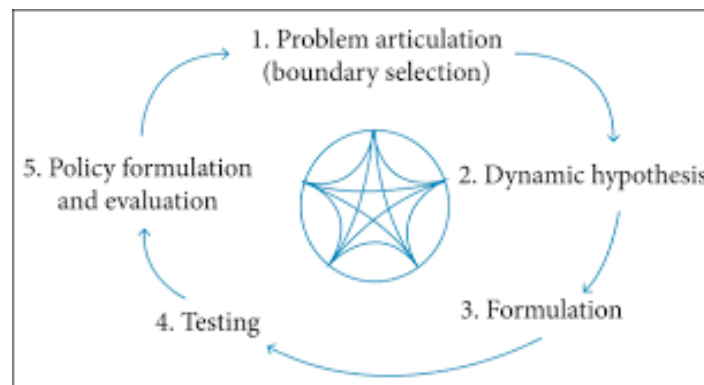 1. Problem articulation
(boundary selection)
2. Dynamic hypothesis
3. Formulation
4. Testing
5. Policy formulation
and evaluation